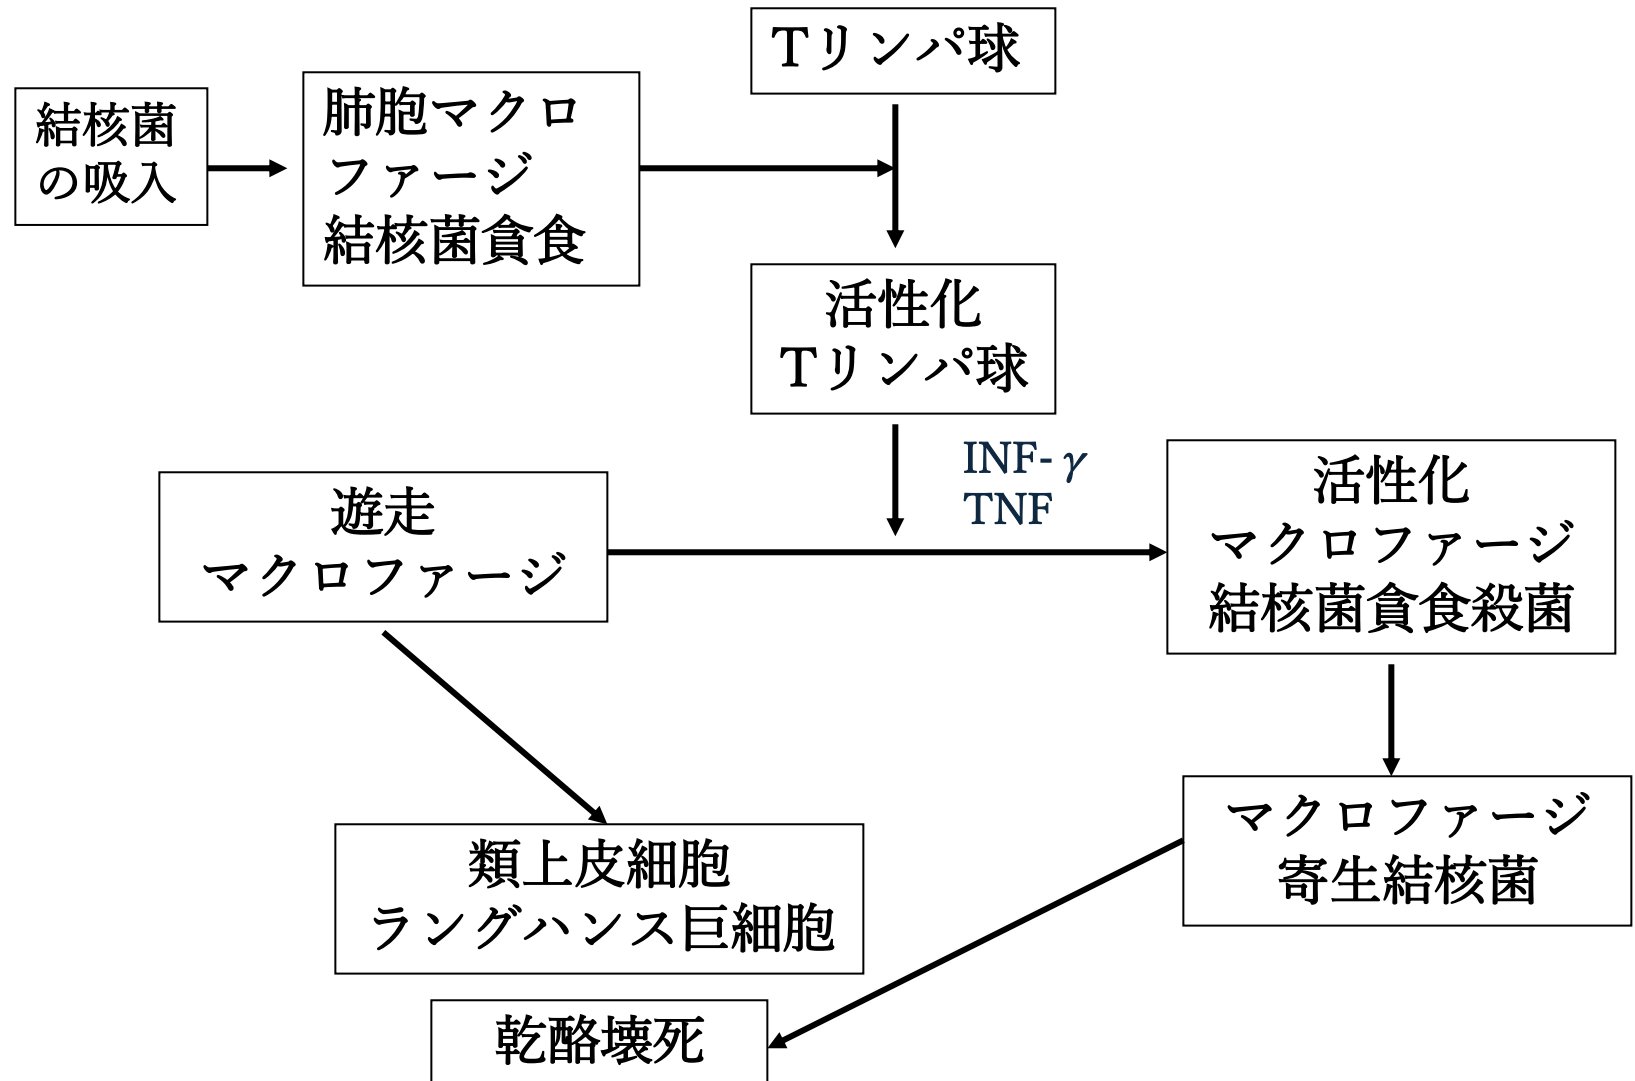 Tリンパ球
結核菌
の吸入
肺胞マクロ
ファージ
結核菌貪食
活性化
Tリンパ球
INF-γ
TNF
遊走
マクロファージ
活性化
マクロファージ
結核菌貪食殺菌
マクロファージ
寄生結核菌
類上皮細胞
ラングハンス巨細胞
乾酪壊死